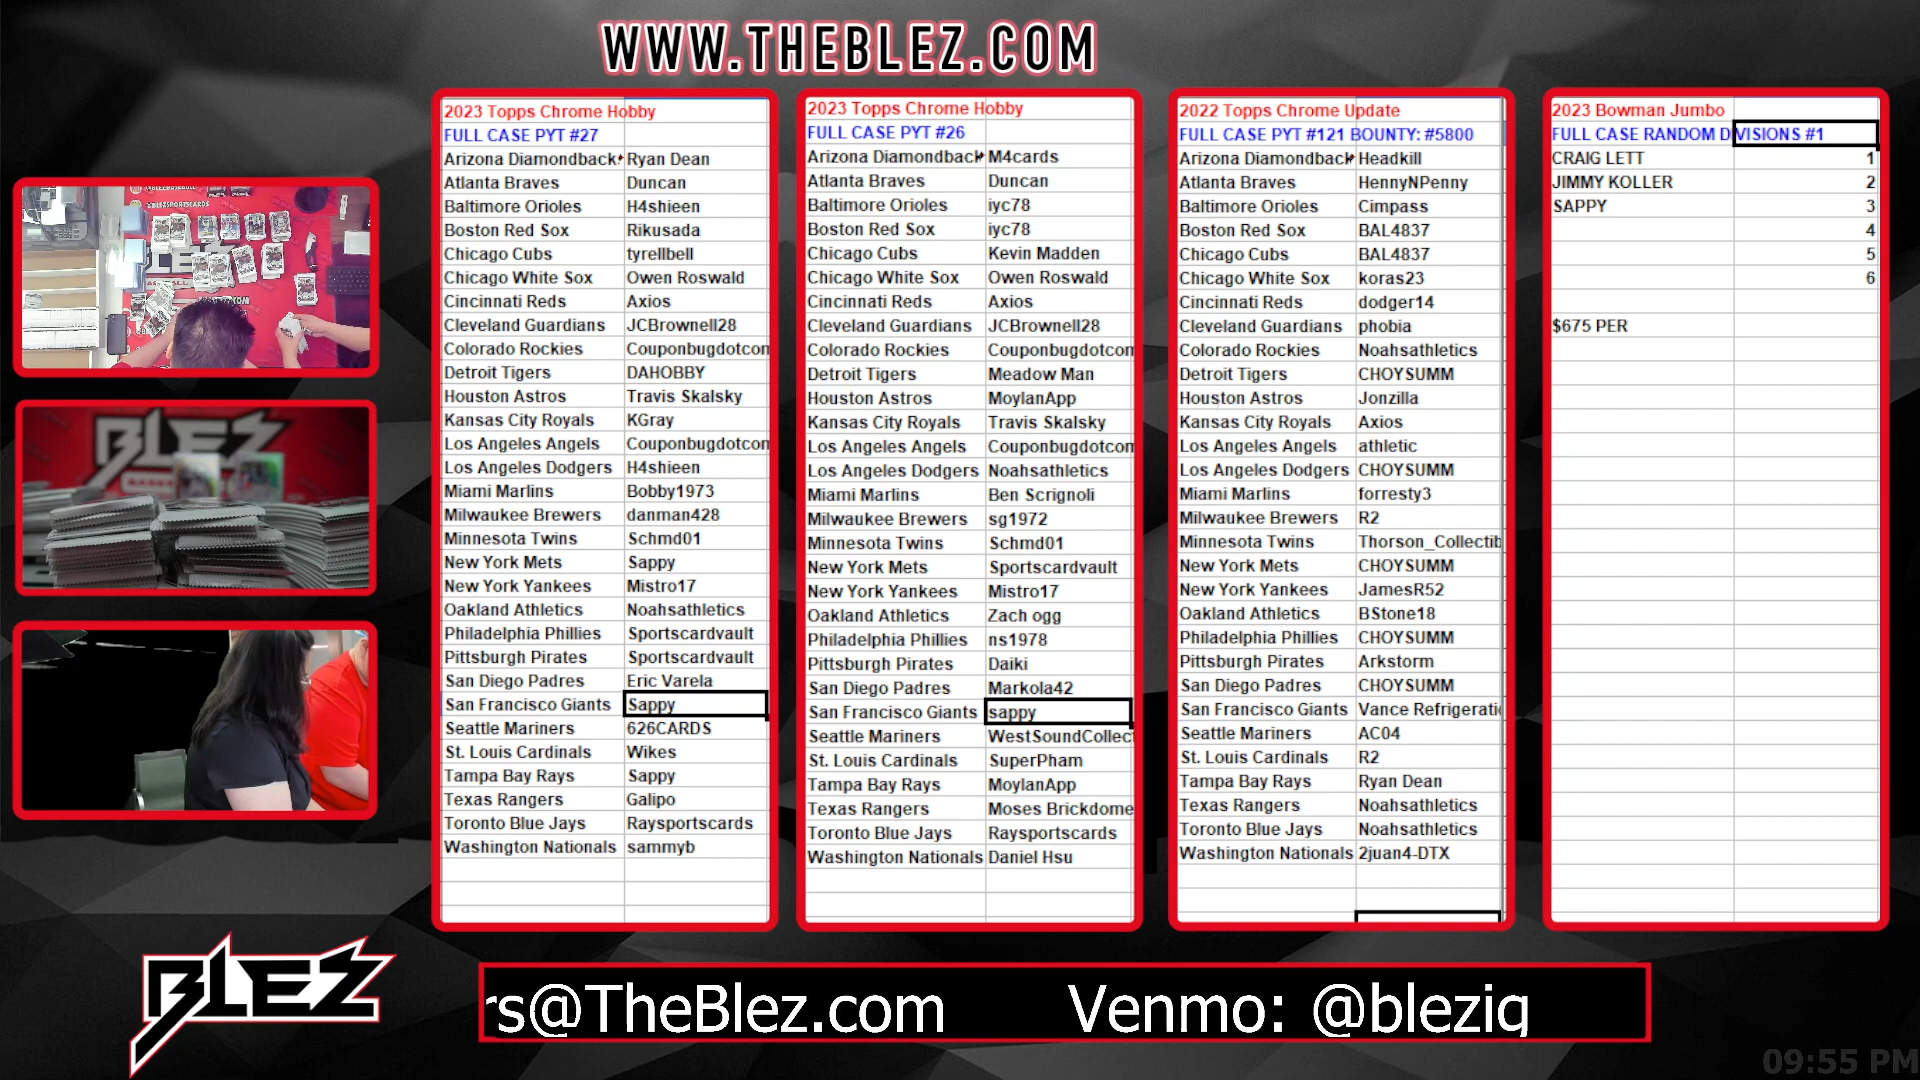 WWW.THEBLEZ.COM
2023 Topps Chrome Hobby
FULL CASE PYT #27
Arizona Diamondback Ryan Dean
Atlanta Braves Duncan
Baltimore Orioles H4shieen
Boston Red Sox Rikusada
Chicago Cubs tyrellbell
Chicago White Sox Owen Roswald
Cincinnati Reds Axios
Cleveland Guardians JCBrownell28
Colorado Rockies Couponbugdotcom
Detroit Tigers DAHOBBY
Houston Astros Travis Skalsky
Kansas City Royals KGray
Los Angeles Angels Couponbugdotcom
Los Angeles Dodgers H4shieen
Miami Marlins Bobby1973
Milwaukee Brewers danman428
Minnesota Twins Schmd01
New York Mets Sappy
New York Yankees Mistro17
Oakland Athletics Noahsathletics
Philadelphia Phillies Sportscardvault
Pittsburgh Pirates Sportscardvault
San Diego Padres Eric Varela
San Francisco Giants Sappy
Seattle Mariners 626CARDS
St. Louis Cardinals Wikes
Tampa Bay Rays Sappy
Texas Rangers Galipo
Toronto Blue Jays Raysportscards
Washington Nationals sammyb
2023 Topps Chrome Hobby
FULL CASE PYT #26
Arizona Diamondback M4cards
Atlanta Braves Duncan
Baltimore Orioles iyc78
Boston Red Sox iyc78
Chicago Cubs Kevin Madden
Chicago White Sox Owen Roswald
Cincinnati Reds Axios
Cleveland Guardians JCBrownell28
Colorado Rockies Couponbugdotcom
Detroit Tigers Meadow Man
Houston Astros MoylanApp
Kansas City Royals Travis Skalsky
Los Angeles Angels Couponbugdotcom
Los Angeles Dodgers Noahsathletics
Miami Marlins Ben Scrignoli
Milwaukee Brewers sg1972
Minnesota Twins Schmd01
New York Mets Sportscardvault
New York Yankees Mistro17
Oakland Athletics Zach ogg
Philadelphia Phillies ns1978
Pittsburgh Pirates Daiki
San Diego Padres Markola42
San Francisco Giants sappy
Seattle Mariners WestSoundCollect
St. Louis Cardinals SuperPham
Tampa Bay Rays MoylanApp
Texas Rangers Moses Brickdome
Toronto Blue Jays Raysportscards
Washington Nationals Daniel Hsu
2022 Topps Chrome Update
FULL CASE PYT #121 BOUNTY: #5800
Arizona Diamondback Headkill
Atlanta Braves HennyNPenny
Baltimore Orioles Cimpass
Boston Red Sox BAL4837
Chicago Cubs BAL4837
Chicago White Sox koras23
Cincinnati Reds dodger14
Cleveland Guardians phobia
Colorado Rockies Noahsathletics
Detroit Tigers CHOYSUMM
Houston Astros Jonzilla
Kansas City Royals Axios
Los Angeles Angels athletic
Los Angeles Dodgers CHOYSUMM
Miami Marlins forresty3
Milwaukee Brewers R2
Minnesota Twins Thorson_Collectib
New York Mets CHOYSUMM
New York Yankees JamesR52
Oakland Athletics BStone18
Philadelphia Phillies CHOYSUMM
Pittsburgh Pirates Arkstorm
San Diego Padres CHOYSUMM
San Francisco Giants Vance Refrigerati
Seattle Mariners AC04
St. Louis Cardinals R2
Tampa Bay Rays Ryan Dean
Texas Rangers Noahsathletics
Toronto Blue Jays Noahsathletics
Washington Nationals 2juan4-DTX
2023 Bowman Jumbo
FULL CASE RANDOM DIVISIONS #1
CRAIG LETT 1
JIMMY KOLLER 2
SAPPY 3
4
5
6
$675 PER
BLEZ
BLEZ
rs@TheBlez.com Venmo: @blezig
09:55 PM